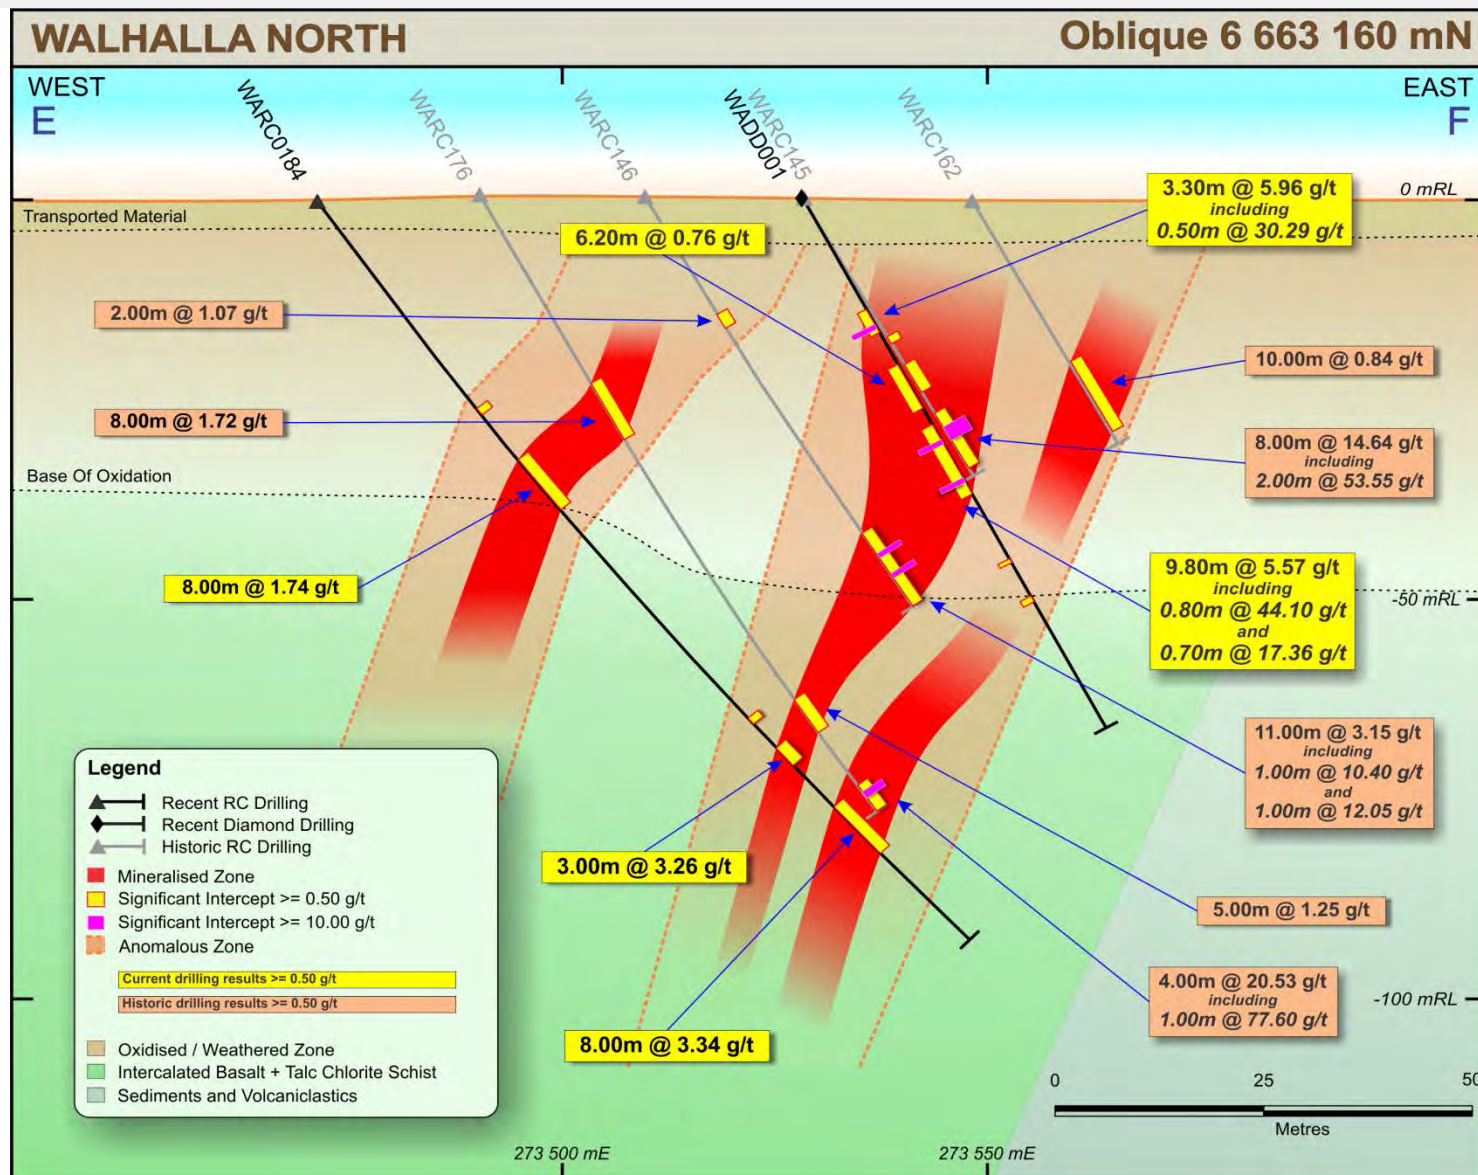 WALHALLA NORTH
Oblique 6 663 160 mN
WEST
EAST
E
F
WARC0184
WARC176
WARC146
WADD001
WARC145
WARC162
0 mRL
Transported Material
3.30m @ 5.96 g/t
including
0.50m @ 30.29 g/t
6.20m @ 0.76 g/t
2.00m @ 1.07 g/t
10.00m @ 0.84 g/t
8.00m @ 1.72 g/t
8.00m @ 14.64 g/t
including
2.00m @ 53.55 g/t
Base Of Oxidation
8.00m @ 1.74 g/t
9.80m @ 5.57 g/t
including
0.80m @ 44.10 g/t
and
0.70m @ 17.36 g/t
-50 mRL
11.00m @ 3.15 g/t
including
1.00m @ 10.40 g/t
and
1.00m @ 12.05 g/t
3.00m @ 3.26 g/t
5.00m @ 1.25 g/t
4.00m @ 20.53 g/t
including
1.00m @ 77.60 g/t
-100 mRL
8.00m @ 3.34 g/t
Legend
Recent RC Drilling
Recent Diamond Drilling
Historic RC Drilling
Mineralised Zone
Significant Intercept >= 0.50 g/t
Significant Intercept >= 10.00 g/t
Anomalous Zone
Current drilling results >= 0.50 g/t
Historic drilling results >= 0.50 g/t
Oxidised / Weathered Zone
Intercalated Basalt + Talc Chlorite Schist
Sediments and Volcaniclastics
0 25 50
Metres
273 500 mE
273 550 mE